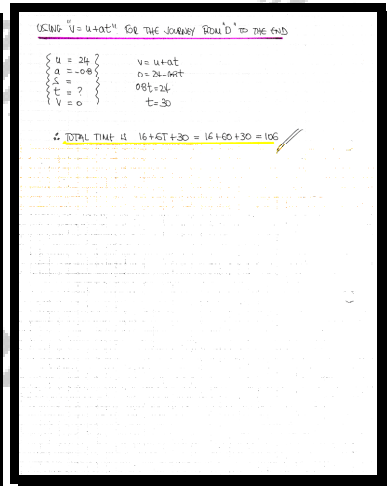 USING "V = u+at" FOR THE JOURNEY FROM "D" TO THE END
u = 24
a = -0.8
S =
t = ?
V = 0
V = u+at
0 = 24-0.8t
0.8t = 24
t = 30
∴ TOTAL TIME IS 16+6T+30 = 16+60+30 = 106